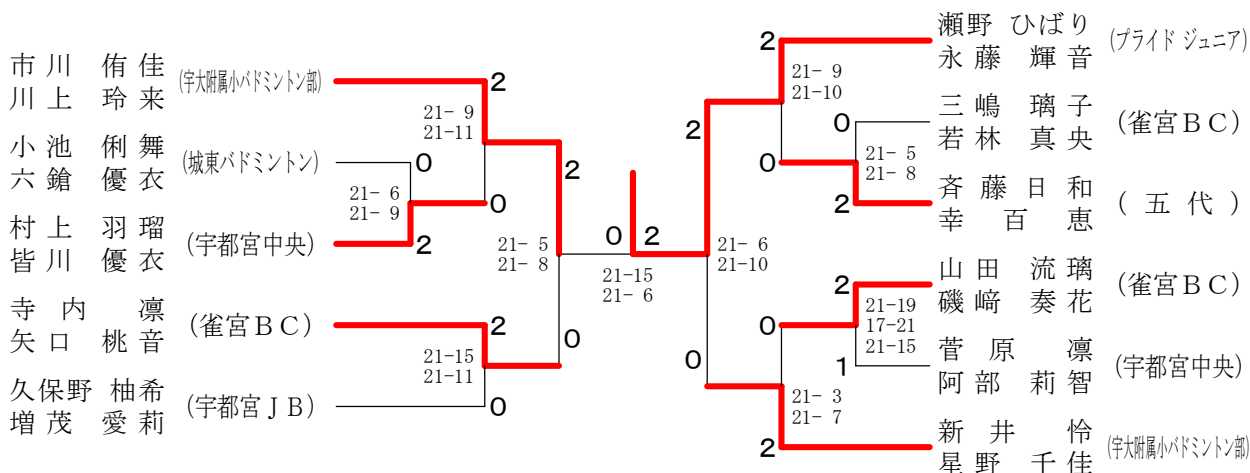 市川 侑佳
川上 玲来
(宇大附属小バドミントン部)
2
21- 9
21-11
小池 俐舞
六鎗 優衣
(城東バドミントン)
0
21- 6
21- 9
0
村上 羽瑠
皆川 優衣
(宇都宮中央)
2
2
21- 5
21- 8
寺内 凛
矢口 桃音
(雀宮BC)
2
0
21-15
21-11
久保野 柚希
増茂 愛莉
(宇都宮JB)
0
0
2
21-15
21- 6
瀬野 ひばり
永藤 輝音
(プライド ジュニア)
2
21- 9
21-10
2
三嶋 璃子
若林 真央
(雀宮BC)
0
0
21- 5
21- 8
斉藤日和
幸百恵
(五代)
2
21- 6
21-10
山田 流璃
磯﨑 奏花
(雀宮BC)
2
0
21-19
17-21
21-15
菅原 凛
阿部 莉智
(宇都宮中央)
1
0
21- 3
21- 7
新井 怜
星野 千佳
(宇大附属小バドミントン部)
2